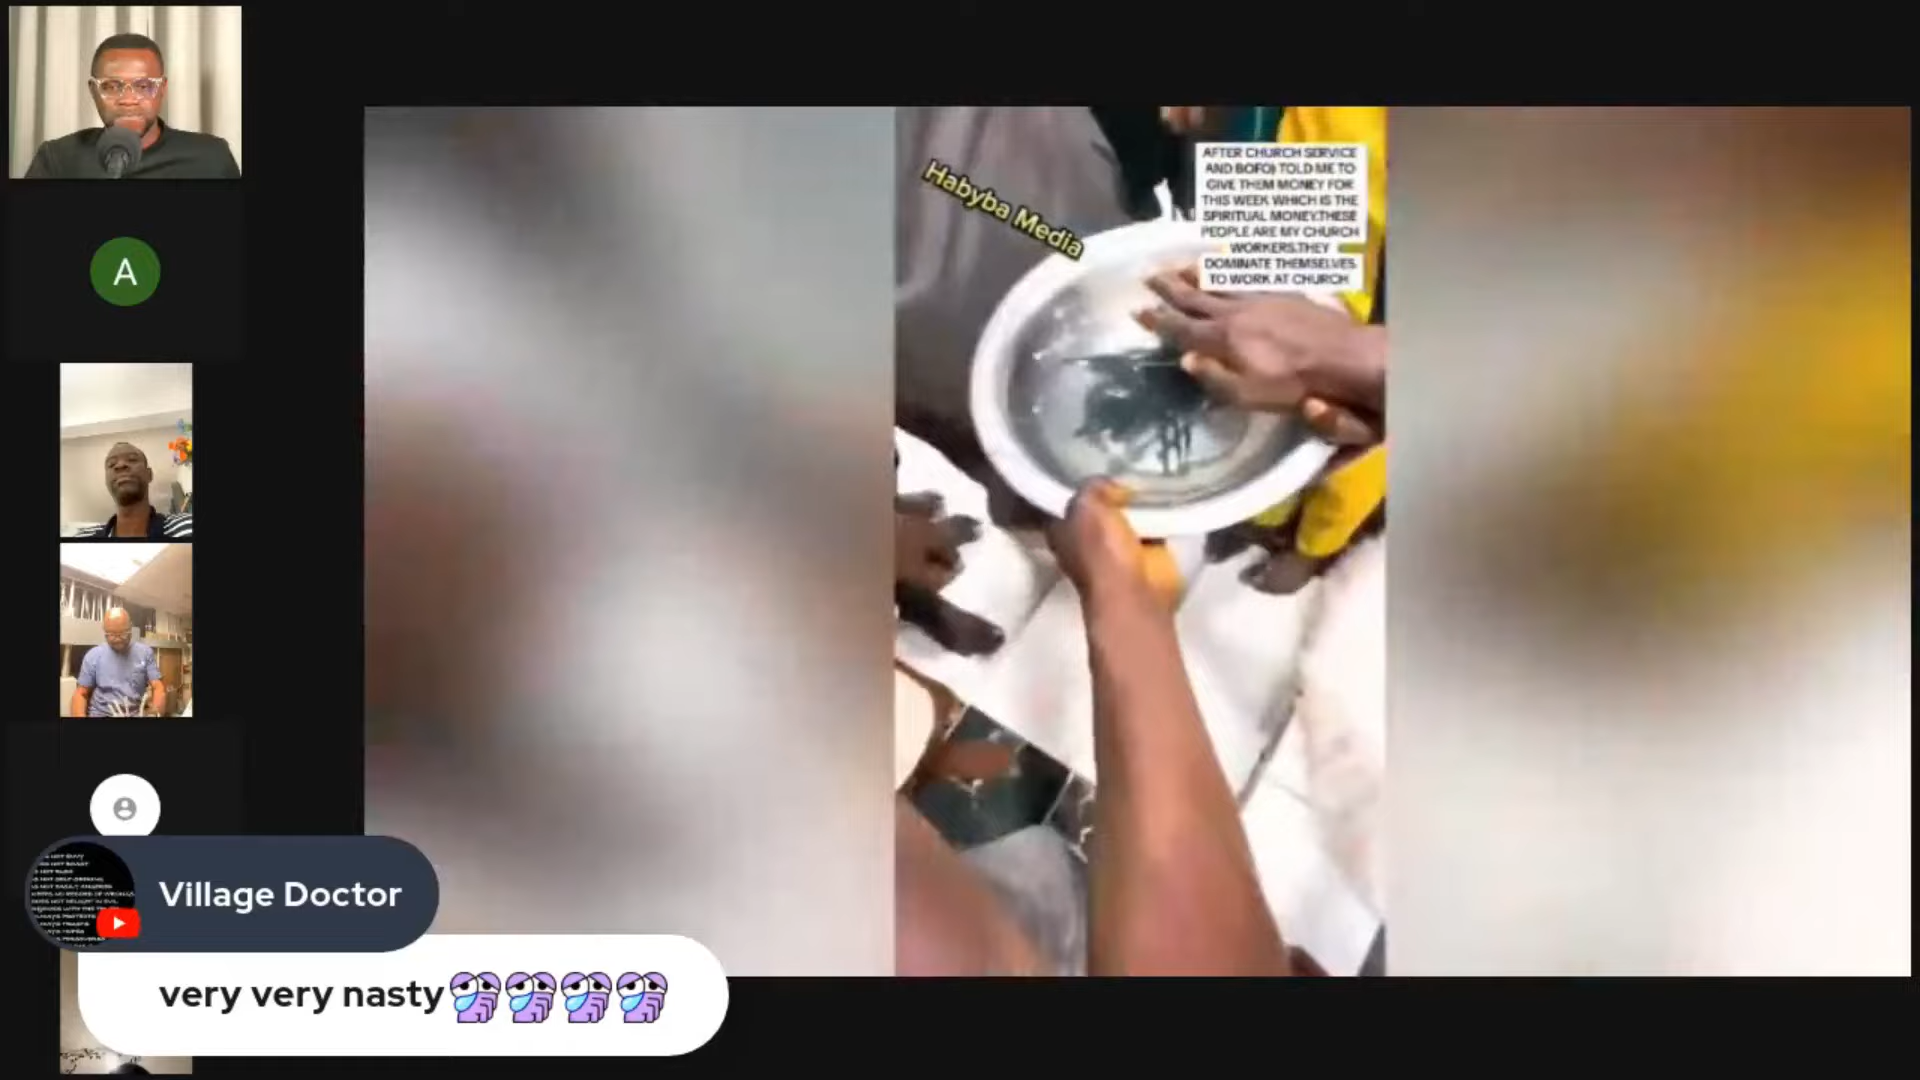 A
Habyba Media
AFTER CHURCH SERVICE
AND BOFO) TOLD ME TO
GIVE THEM MONEY FOR
THIS WEEK WHICH IS THE
SPIRITUAL MONEY.THESE
PEOPLE ARE MY CHURCH
WORKERS.THEY
DOMINATE THEMSELVES
TO WORK AT CHURCH
Village Doctor
very very nasty